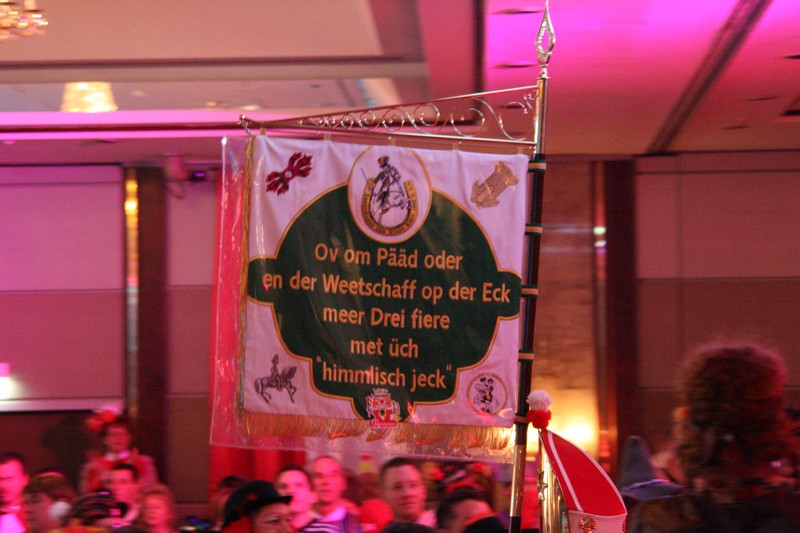 Ov om Pääd oder
en der Weetschaff op der Eck
meer Drei fiere
met üch
"himmlisch jeck"